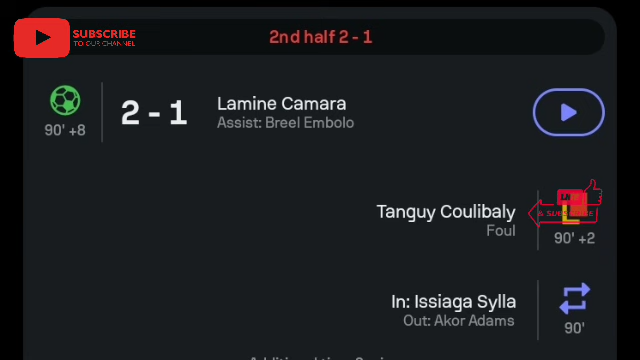 SUBSCRIBE
TO OUR CHANNEL
2nd half 2 - 1
90' +8
2 - 1
Lamine Camara
Assist: Breel Embolo
Tanguy Coulibaly
Foul
90' +2
In: Issiaga Sylla
Out: Akor Adams
90'